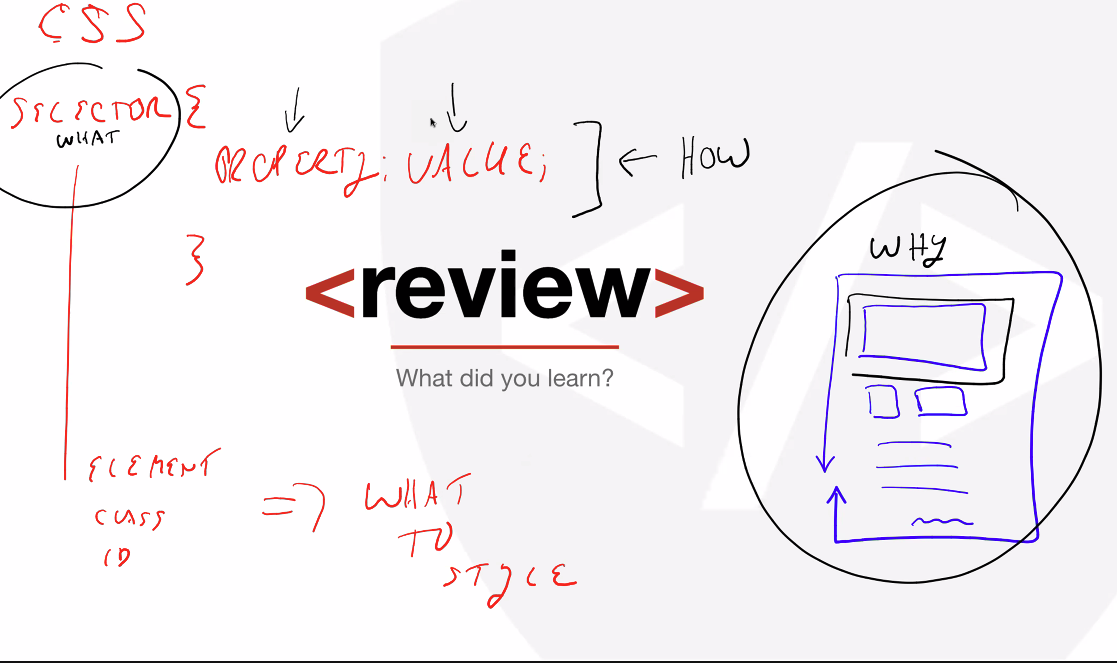 CSS
SELECTOR {
WHAT
PROPERTY: VALUE;
] ← HOW
}
WHY
<review>
What did you learn?
ELEMENT
CLASS
ID
=> WHAT
TO
STYLE